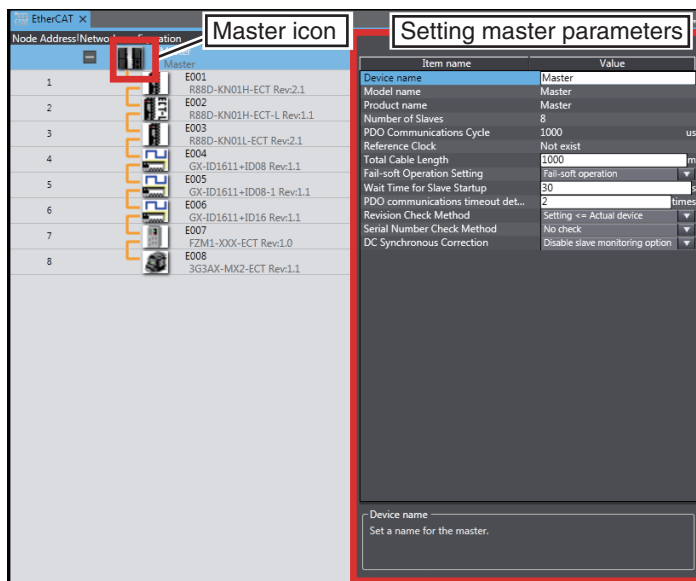 EtherCAT ×
Master icon
Setting master parameters
Node Address Netwo
ation
Master
1
E001
R88D-KN01H-ECT Rev:2.1
2
E002
R88D-KN01H-ECT-L Rev:1.1
3
E003
R88D-KN01L-ECT Rev:2.1
4
E004
GX-ID1611+ID08 Rev:1.1
5
E005
GX-ID1611+ID08-1 Rev:1.1
6
E006
GX-ID1611+ID16 Rev:1.1
7
E007
FZM1-XXX-ECT Rev:1.0
8
E008
3G3AX-MX2-ECT Rev:1.1
Item name Value
Device name Master
Model name Master
Product name Master
Number of Slaves 8
PDO Communications Cycle 1000 us
Reference Clock Not exist
Total Cable Length 1000 m
Fail-soft Operation Setting Fail-soft operation
Wait Time for Slave Startup 30 s
PDO communications timeout det... 2 times
Revision Check Method Setting <= Actual device
Serial Number Check Method No check
DC Synchronous Correction Disable slave monitoring option
Device name
Set a name for the master.